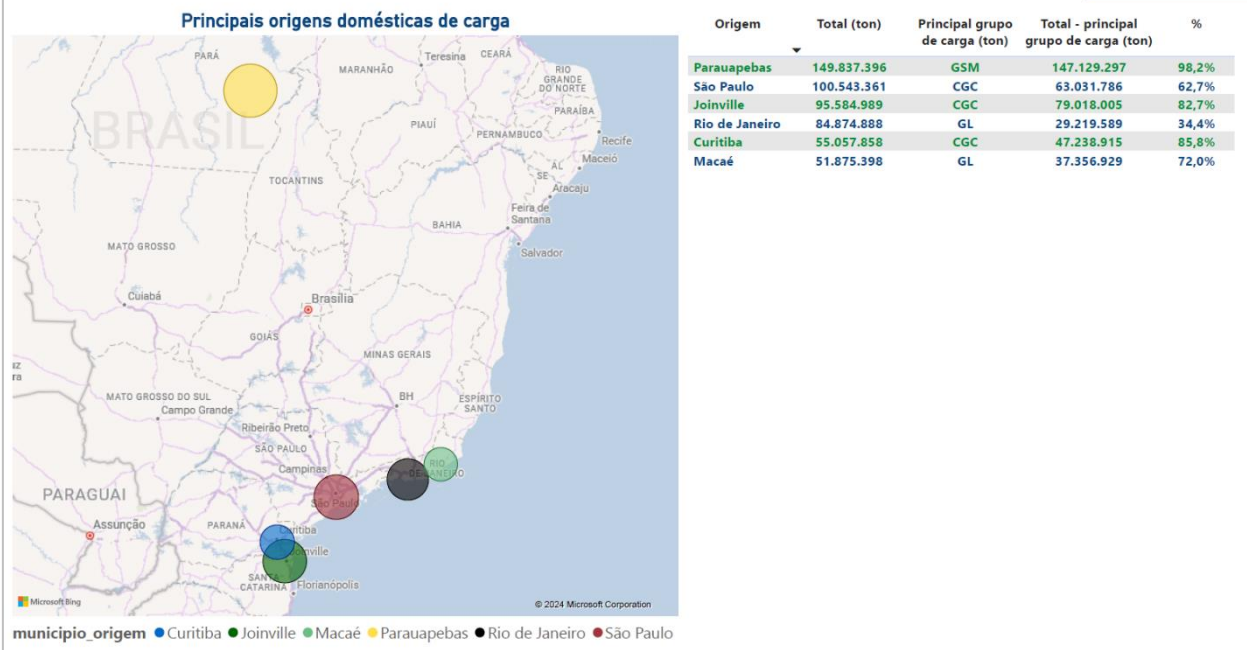 Principais origens domésticas de carga
PARÁ
MARANHÃO
Teresina
CEARÁ
RIO
GRANDE
DO NORTE
BRASIL
PARAÍBA
PIAUÍ
PERNAMBUCO
Recife
AL
Maceió
SE
TOCANTINS
Aracaju
Feira de
Santana
BAHIA
MATO GROSSO
Salvador
Cuiabá
Brasília
GOIÁS
MINAS GERAIS
MATO GROSSO DO SUL
Campo Grande
BH
ESPÍRITO
SANTO
Ribeirão Preto
SÃO PAULO
Campinas
RIO
DE JANEIRO
PARAGUAI
São Paulo
Assunção
PARANÁ
Curitiba
SANTA
CATARINA
Florianópolis
Microsoft Bing
© 2024 Microsoft Corporation
municipio_origem Curitiba Joinville Macaé Parauapebas Rio de Janeiro São Paulo
Origem Total (ton) Principal grupo de carga (ton) Total - principal grupo de carga (ton) %
Parauapebas 149.837.396 GSM 147.129.297 98,2%
São Paulo 100.543.361 CGC 63.031.786 62,7%
Joinville 95.584.989 CGC 79.018.005 82,7%
Rio de Janeiro 84.874.888 GL 29.219.589 34,4%
Curitiba 55.057.858 CGC 47.238.915 85,8%
Macaé 51.875.398 GL 37.356.929 72,0%